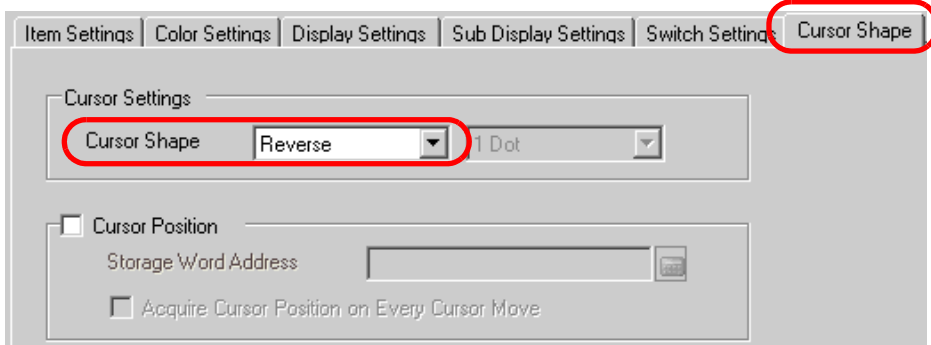 Item Settings Color Settings Display Settings Sub Display Settings Switch Settings Cursor Shape
Cursor Settings
Cursor Shape Reverse 1 Dot
Cursor Position
Storage Word Address
Acquire Cursor Position on Every Cursor Move